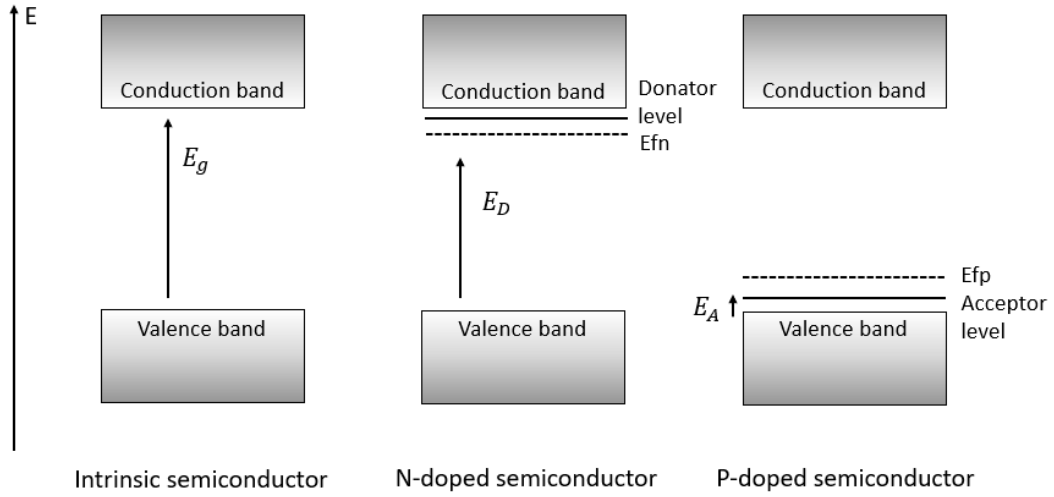 E
Conduction band
E_g
Valence band
Intrinsic semiconductor
Conduction band
Donator
level
Efn
E_D
Valence band
N-doped semiconductor
Conduction band
Efp
E_A
Acceptor
level
Valence band
P-doped semiconductor